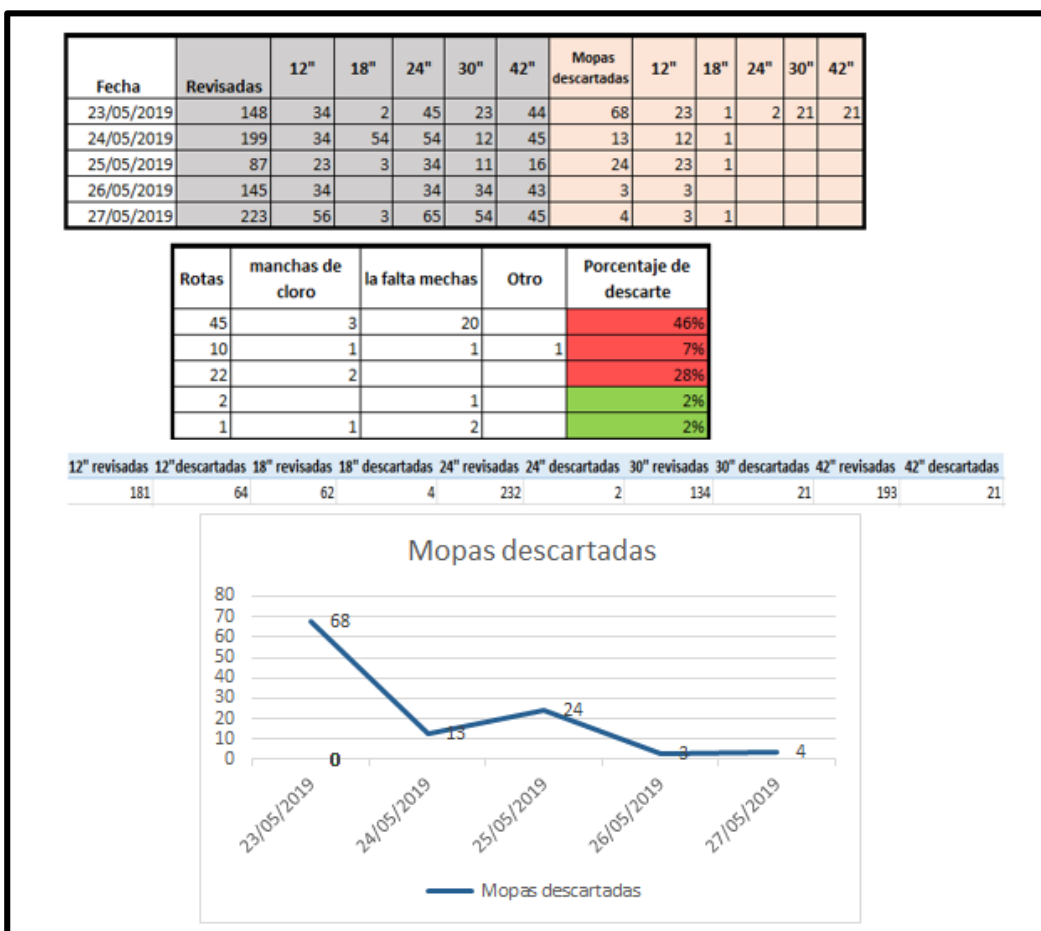 Fecha Revisadas 12" 18" 24" 30" 42" Mopas descartadas 12" 18" 24" 30" 42"
23/05/2019 148 34 2 45 23 44 68 23 1 2 21 21
24/05/2019 199 34 54 54 12 45 13 12 1
25/05/2019 87 23 3 34 11 16 24 23 1
26/05/2019 145 34 34 34 43 3 3
27/05/2019 223 56 3 65 54 45 4 3 1
Rotas manchas de cloro la falta mechas Otro Porcentaje de descarte
45 3 20 46%
10 1 1 1 7%
22 2 28%
2 1 2%
1 1 2 2%
12" revisadas 12"descartadas 18" revisadas 18" descartadas 24" revisadas 24" descartadas 30" revisadas 30" descartadas 42" revisadas 42" descartadas
181 64 62 4 232 2 134 21 193 21
Mopas descartadas
80
70
60
50
40
30
20
10
0
68
13
24
3
4
0
23/05/2019
24/05/2019
25/05/2019
26/05/2019
27/05/2019
Mopas descartadas